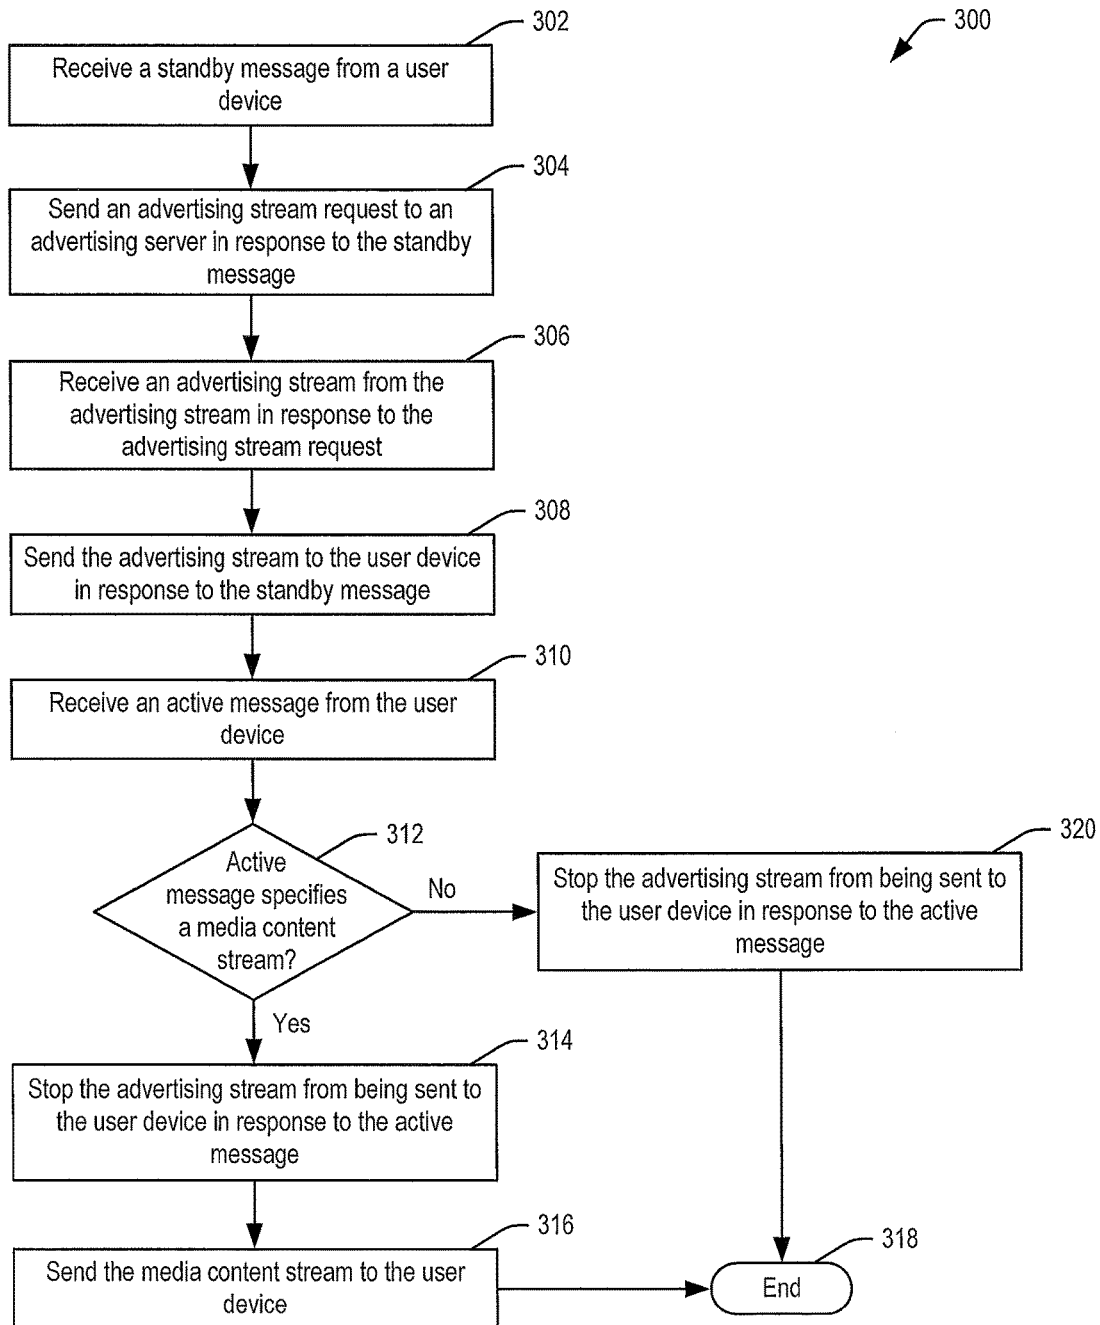 302
300
Receive a standby message from a user
device
304
Send an advertising stream request to an
advertising server in response to the standby
message
306
Receive an advertising stream from the
advertising stream in response to the
advertising stream request
308
Send the advertising stream to the user device
in response to the standby message
310
Receive an active message from the user
device
312
Active
message specifies
a media content
stream?
No
320
Stop the advertising stream from being sent to
the user device in response to the active
message
Yes
314
Stop the advertising stream from being sent to
the user device in response to the active
message
316
Send the media content stream to the user
device
318
End